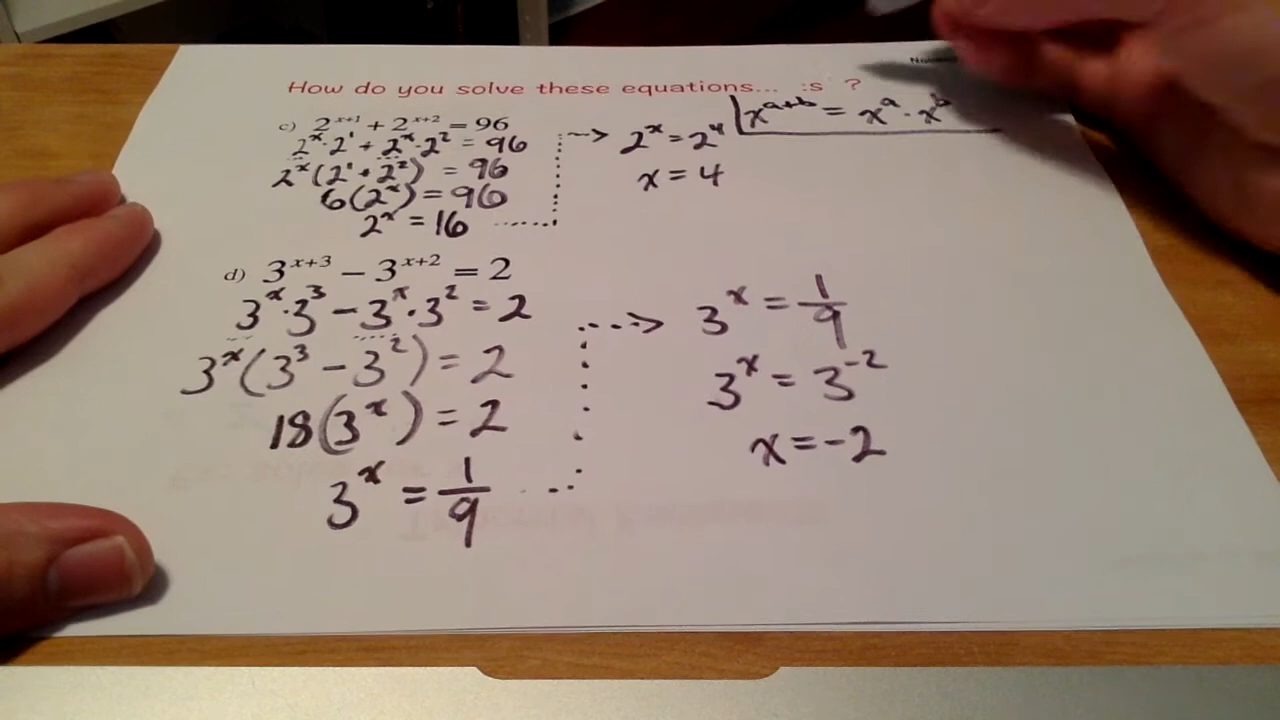 How do you solve these equations... :s ?
x^{a+b} = x^a · x^b
c) 2^{x+1} + 2^{x+2} = 96
2^x · 2^1 + 2^x · 2^2 = 96
2^x (2^1 + 2^2) = 96
6(2^x) = 96
2^x = 16
2^x = 2^4
x = 4
d) 3^{x+3} − 3^{x+2} = 2
3^x · 3^3 − 3^x · 3^2 = 2
3^x (3^3 − 3^2) = 2
18(3^x) = 2
3^x = 1/9
3^x = 1/9
3^x = 3^{-2}
x = -2